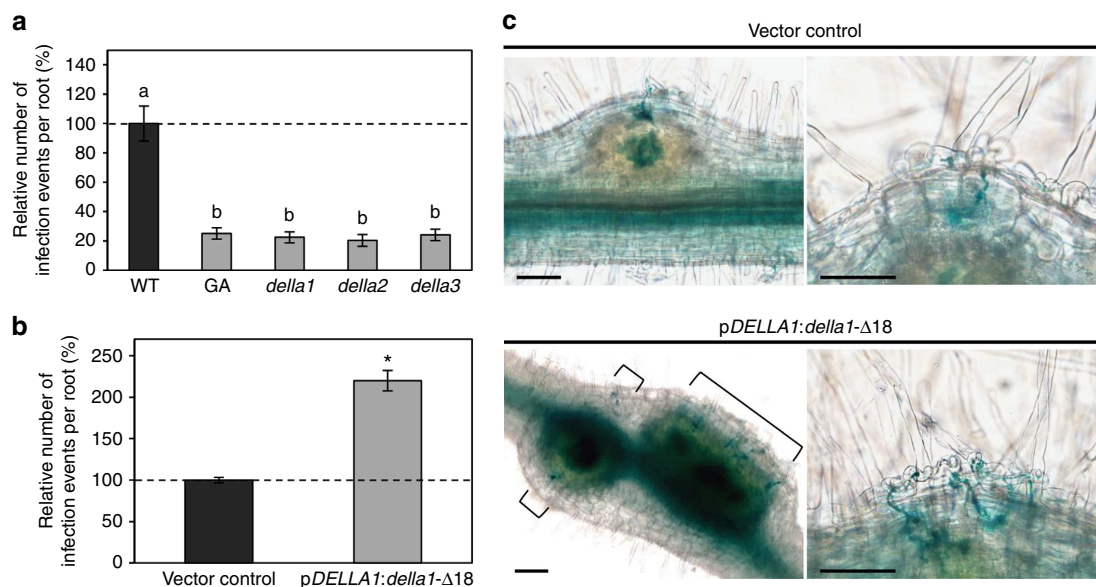 a
Relative number of
infection events per root (%)
140
120
100
80
60
40
20
0
a
b
b
b
b
WT
GA
della1
della2
della3
b
Relative number of
infection events per root (%)
250
200
150
100
50
0
*
Vector control
pDELLA1:della1-Δ18
c
Vector control
pDELLA1:della1-Δ18